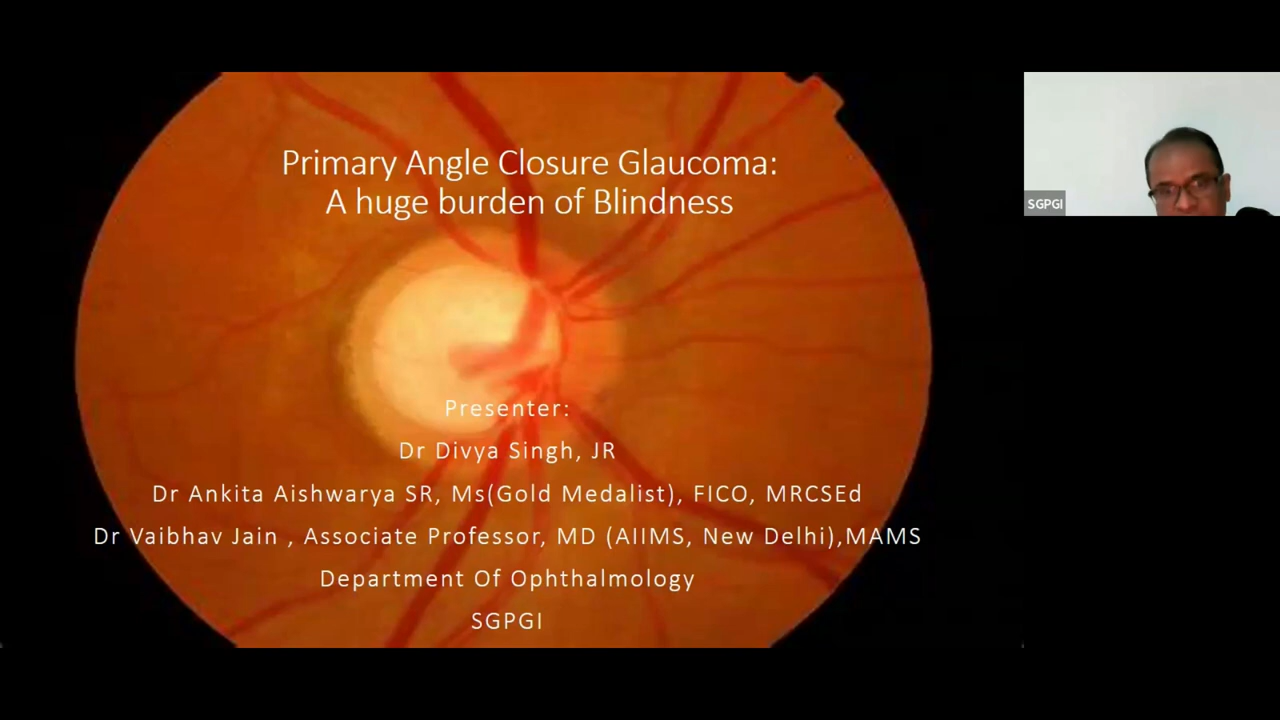 Primary Angle Closure Glaucoma:
A huge burden of Blindness
Presenter:
Dr Divya Singh, JR
Dr Ankita Aishwarya SR, Ms(Gold Medalist), FICO, MRCSEd
Dr Vaibhav Jain , Associate Professor, MD (AIIMS, New Delhi),MAMS
Department Of Ophthalmology
SGPGI
SGPGI